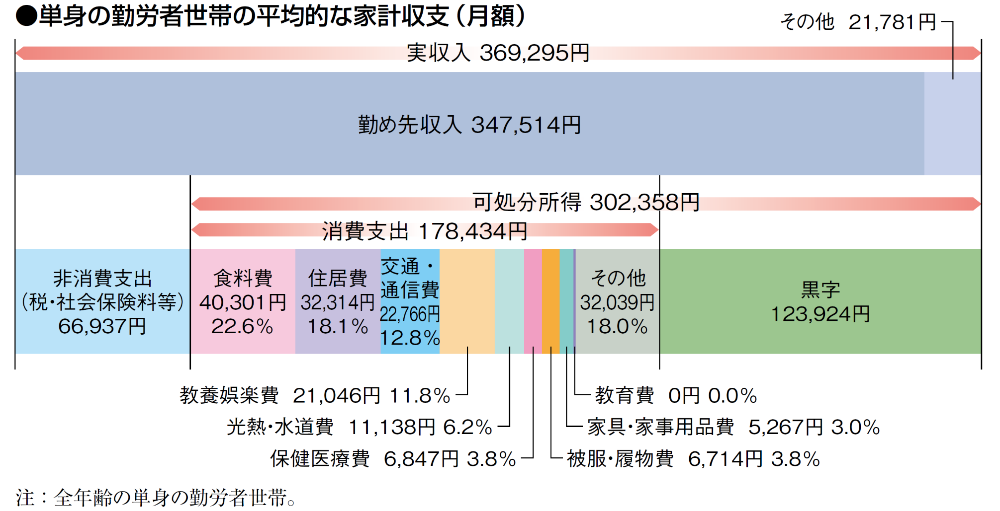 ●単身の勤労者世帯の平均的な家計収支(月額)
その他 21,781円
実収入 369,295円
勤め先収入 347,514円
可処分所得 302,358円
消費支出 178,434円
非消費支出
(税・社会保険料等)
66,937円
食料費
40,301円
22.6%
住居費
32,314円
18.1%
交通・
通信費
22,766円
12.8%
その他
32,039円
18.0%
黒字
123,924円
教養娯楽費 21,046円 11.8%
教育費 0円 0.0%
光熱・水道費 11,138円 6.2%
家具・家事用品費 5,267円 3.0%
保健医療費 6,847円 3.8%
被服・履物費 6,714円 3.8%
注：全年齢の単身の勤労者世帯。